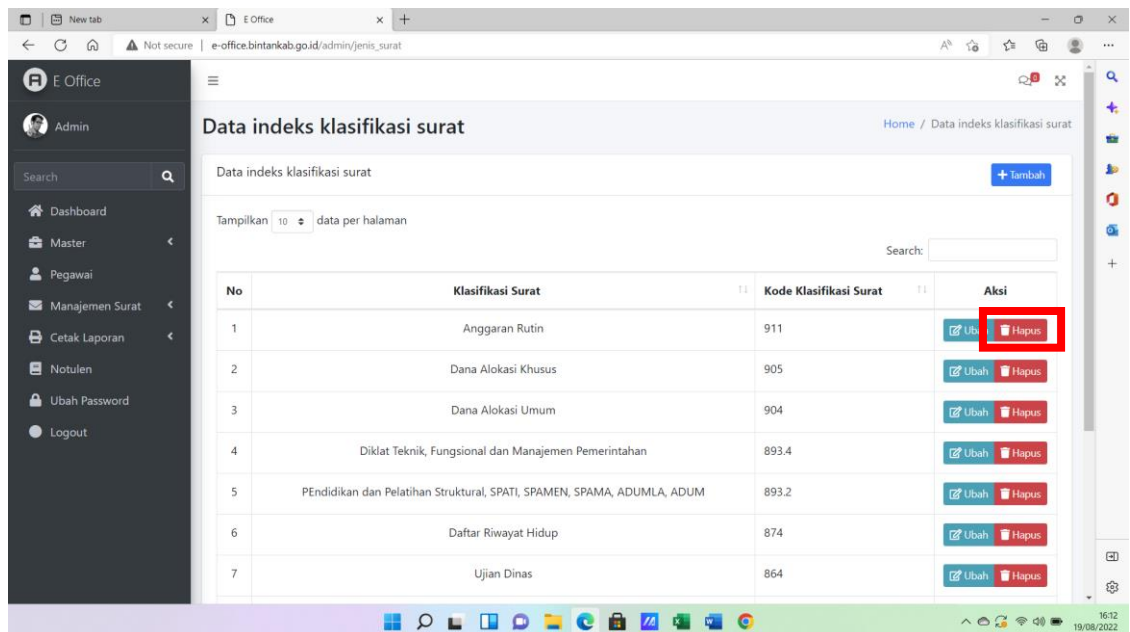 New tab
E Office
Not secure
e-office.bintankab.go.id/admin/jenis_surat
E Office
Admin
Search
Dashboard
Master
Pegawai
Manajemen Surat
Cetak Laporan
Notulen
Ubah Password
Logout
Data indeks klasifikasi surat
Home / Data indeks klasifikasi surat
Data indeks klasifikasi surat
+ Tambah
Tampilkan 10 data per halaman
Search:
No Klasifikasi Surat Kode Klasifikasi Surat Aksi
1 Anggaran Rutin 911 Ubah Hapus
2 Dana Alokasi Khusus 905 Ubah Hapus
3 Dana Alokasi Umum 904 Ubah Hapus
4 Diklat Teknik, Fungsional dan Manajemen Pemerintahan 893.4 Ubah Hapus
5 PEndidikan dan Pelatihan Struktural, SPATI, SPAMEN, SPAMA, ADUMLA, ADUM 893.2 Ubah Hapus
6 Daftar Riwayat Hidup 874 Ubah Hapus
7 Ujian Dinas 864 Ubah Hapus
16:12
19/08/2022